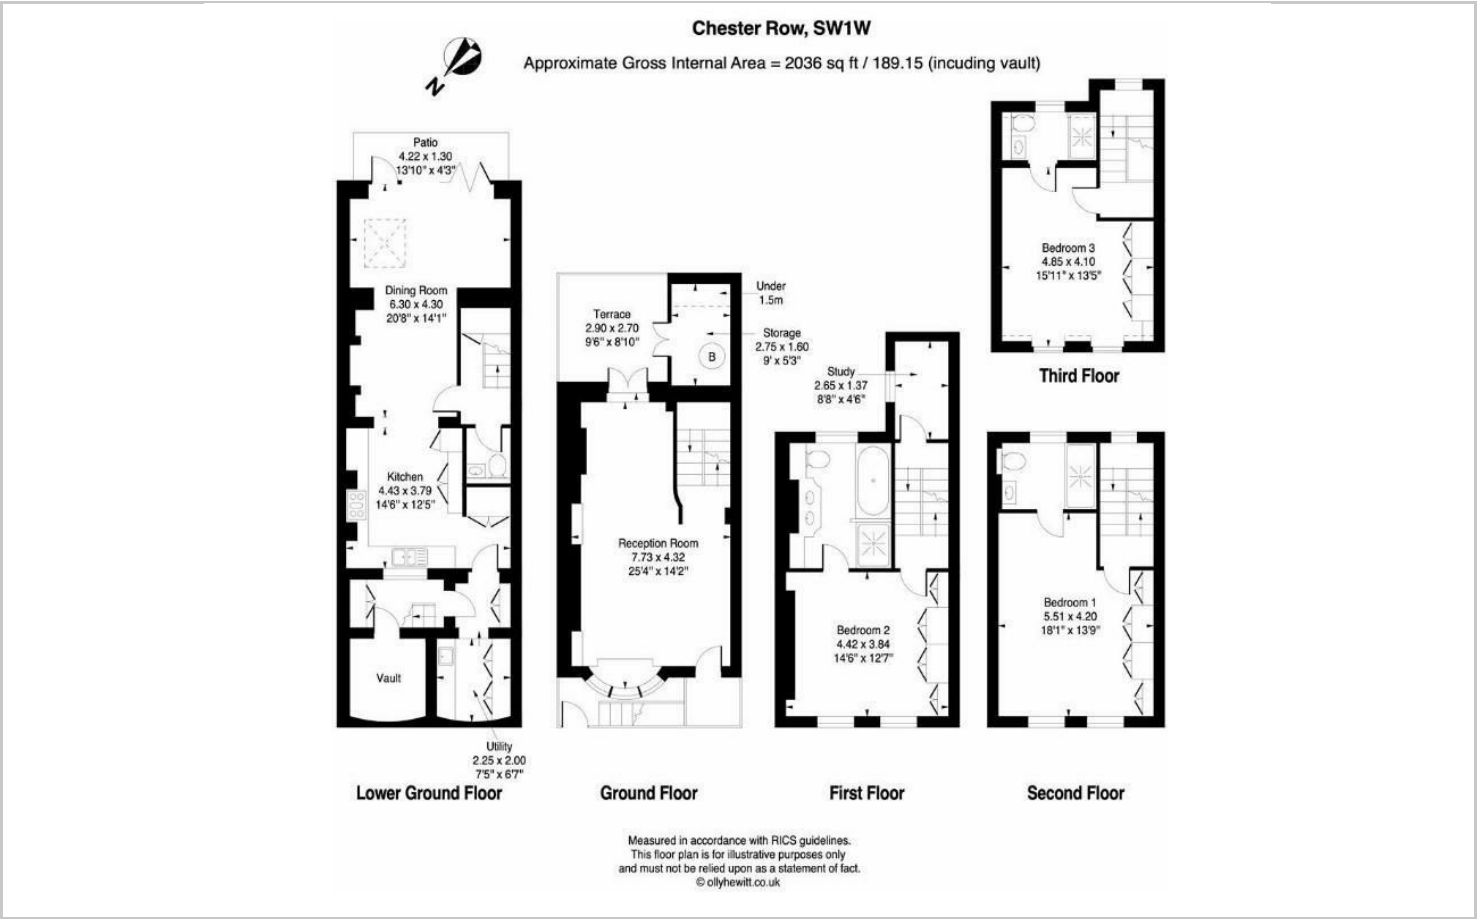 Chester Row, SW1W
Approximate Gross Internal Area = 2036 sq ft / 189.15 (incuding vault)
N
Patio
4.22 x 1.30
13'10" x 4'3"
Dining Room
6.30 x 4.30
20'8" x 14'1"
Kitchen
4.43 x 3.79
14'6" x 12'5"
Vault
Utility
2.25 x 2.00
7'5" x 6'7"
Lower Ground Floor
Terrace
2.90 x 2.70
9'6" x 8'10"
Under
1.5m
Storage
2.75 x 1.60
9' x 5'3"
B
Reception Room
7.73 x 4.32
25'4" x 14'2"
Ground Floor
Study
2.65 x 1.37
8'8" x 4'6"
Bedroom 2
4.42 x 3.84
14'6" x 12'7"
First Floor
Bedroom 3
4.85 x 4.10
15'11" x 13'5"
Third Floor
Bedroom 1
5.51 x 4.20
18'1" x 13'9"
Second Floor
Measured in accordance with RICS guidelines.
This floor plan is for illustrative purposes only
and must not be relied upon as a statement of fact.
© ollyhewitt.co.uk